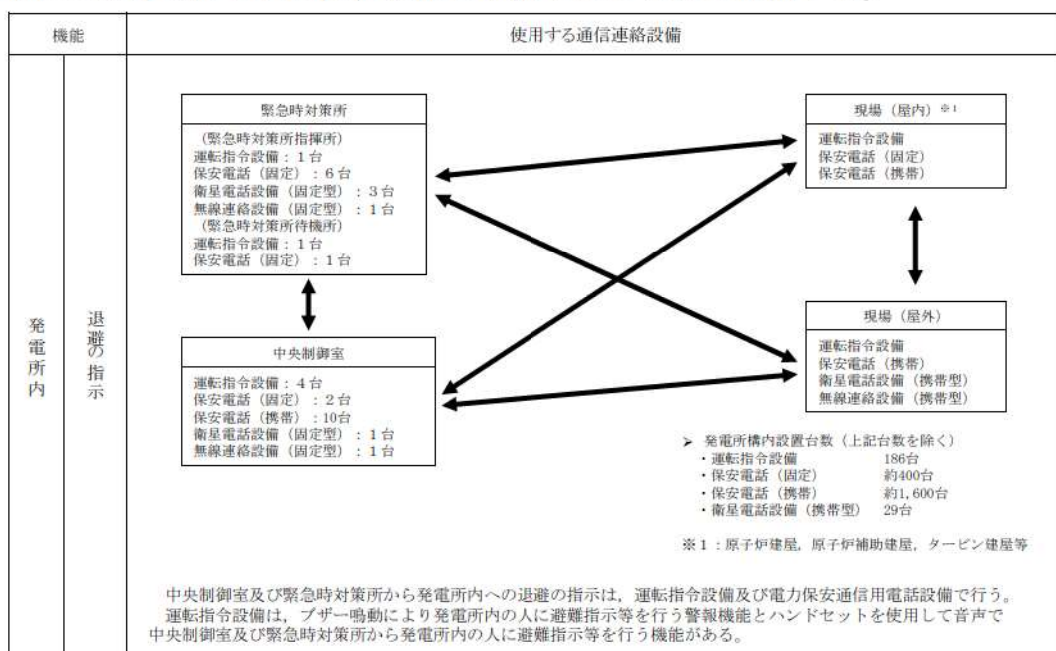 機能
使用する通信連絡設備
発電所内
退避の指示
緊急時対策所
（緊急時対策所指揮所）
運転指令設備：１台
保安電話（固定）：６台
衛星電話設備（固定型）：３台
無線連絡設備（固定型）：１台
（緊急時対策所待機所）
運転指令設備：１台
保安電話（固定）：１台
現場（屋内）※1
運転指令設備
保安電話（固定）
保安電話（携帯）
中央制御室
運転指令設備：４台
保安電話（固定）：２台
保安電話（携帯）：10台
衛星電話設備（固定型）：１台
無線連絡設備（固定型）：１台
現場（屋外）
運転指令設備
保安電話（携帯）
衛星電話設備（携帯型）
無線連絡設備（携帯型）
➢ 発電所構内設置台数（上記台数を除く）
・運転指令設備 186台
・保安電話（固定） 約400台
・保安電話（携帯） 約1,600台
・衛星電話設備（携帯型） 29台
※１：原子炉建屋，原子炉補助建屋，タービン建屋等
中央制御室及び緊急時対策所から発電所内への退避の指示は，運転指令設備及び電力保安通信用電話設備で行う。
運転指令設備は，ブザー鳴動により発電所内の人に避難指示等を行う警報機能とハンドセットを使用して音声で
中央制御室及び緊急時対策所から発電所内の人に避難指示等を行う機能がある。